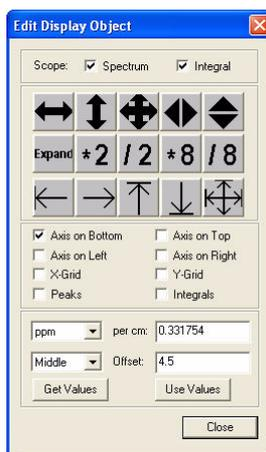 Edit Display Object
Scope: Spectrum Integral
Expand *2 /2 *8 /8
Axis on Bottom Axis on Top
Axis on Left Axis on Right
X-Grid Y-Grid
Peaks Integrals
ppm per cm: 0.331754
Middle Offset: 4.5
Get Values Use Values
Close